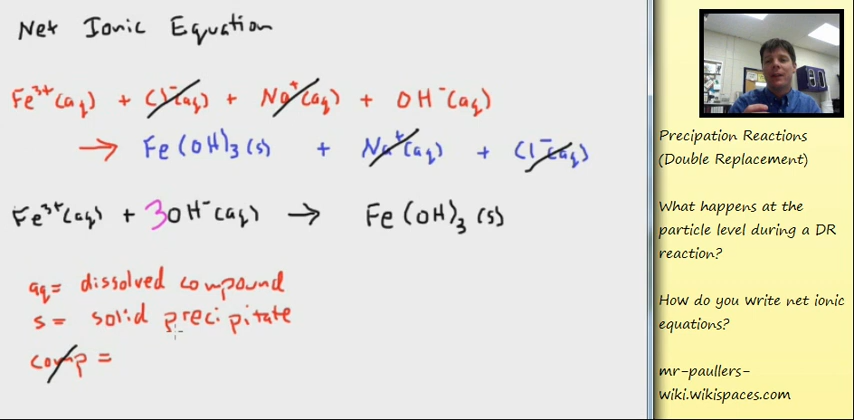 Net Ionic Equation
Fe³⁺(aq) + Cl⁻(aq) + Na⁺(aq) + OH⁻(aq)
→ Fe(OH)₃(s) + Na⁺(aq) + Cl⁻(aq)
Fe³⁺(aq) + 3OH⁻(aq) → Fe(OH)₃(s)
aq= dissolved compound
s = solid precipitate
comp =
Precipation Reactions
(Double Replacement)
What happens at the
particle level during a DR
reaction?
How do you write net ionic
equations?
mr-paullers-
wiki.wikispaces.com